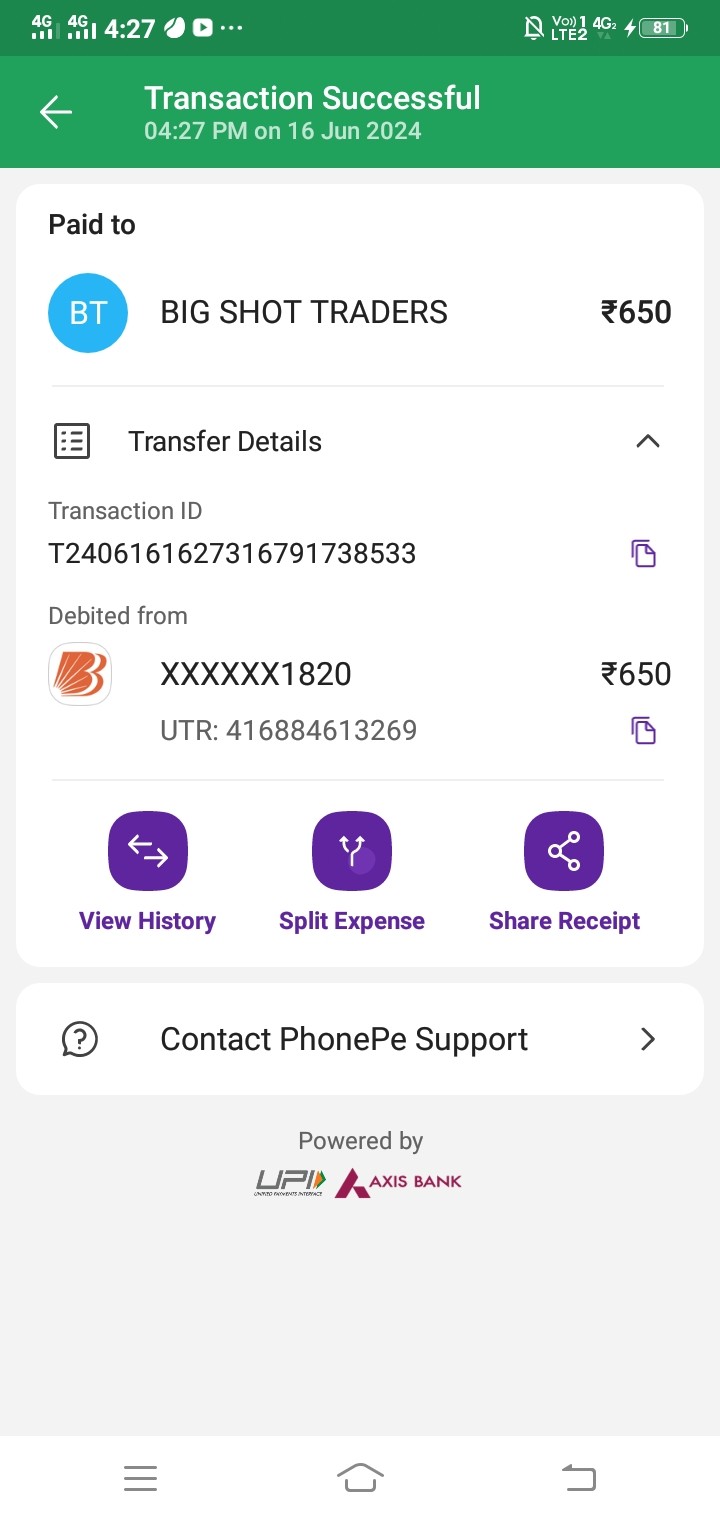 4G 4G 4:27 Vo)) 1 4G2 81
LTE2
Transaction Successful
04:27 PM on 16 Jun 2024
Paid to
BT BIG SHOT TRADERS ₹650
Transfer Details
Transaction ID
T2406161627316791738533
Debited from
XXXXXX1820 ₹650
UTR: 416884613269
View History Split Expense Share Receipt
Contact PhonePe Support
Powered by
UPI AXIS BANK
UNIFIED PAYMENTS INTERFACE